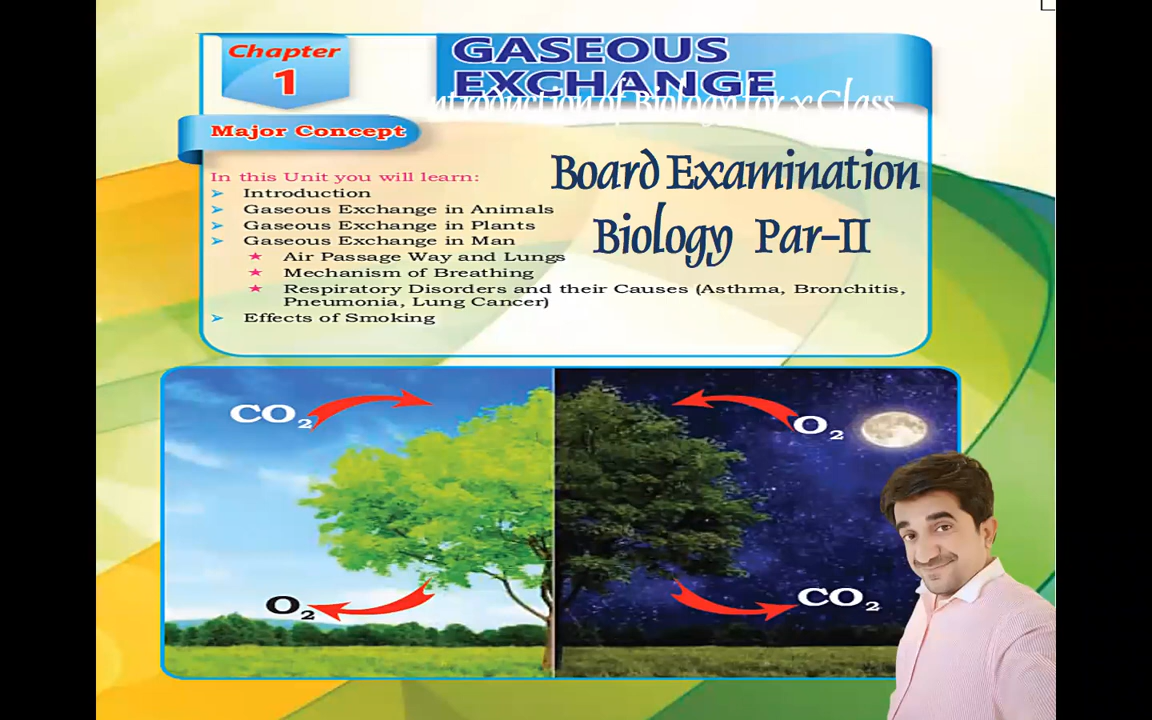 Chapter
1
GASEOUS
EXCHANGE
Introduction of Biology for x Class
Major Concept
Board Examination
Biology Par-II
In this Unit you will learn:
➢ Introduction
➢ Gaseous Exchange in Animals
➢ Gaseous Exchange in Plants
➢ Gaseous Exchange in Man
★ Air Passage Way and Lungs
★ Mechanism of Breathing
★ Respiratory Disorders and their Causes (Asthma, Bronchitis,
Pneumonia, Lung Cancer)
➢ Effects of Smoking
CO₂
O₂
O₂
CO₂